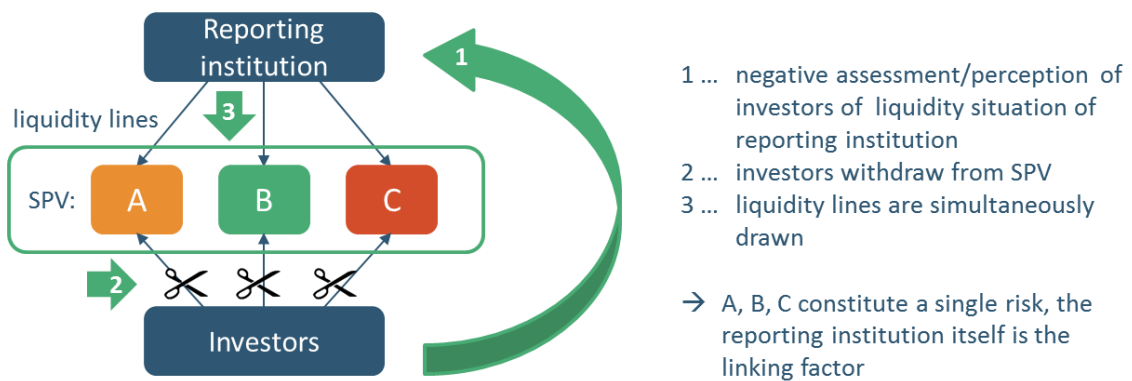 Reporting
institution
1
3
liquidity lines
SPV:
A
B
C
2
Investors
1 ... negative assessment/perception of
investors of liquidity situation of
reporting institution
2 ... investors withdraw from SPV
3 ... liquidity lines are simultaneously
drawn
→ A, B, C constitute a single risk, the
reporting institution itself is the
linking factor